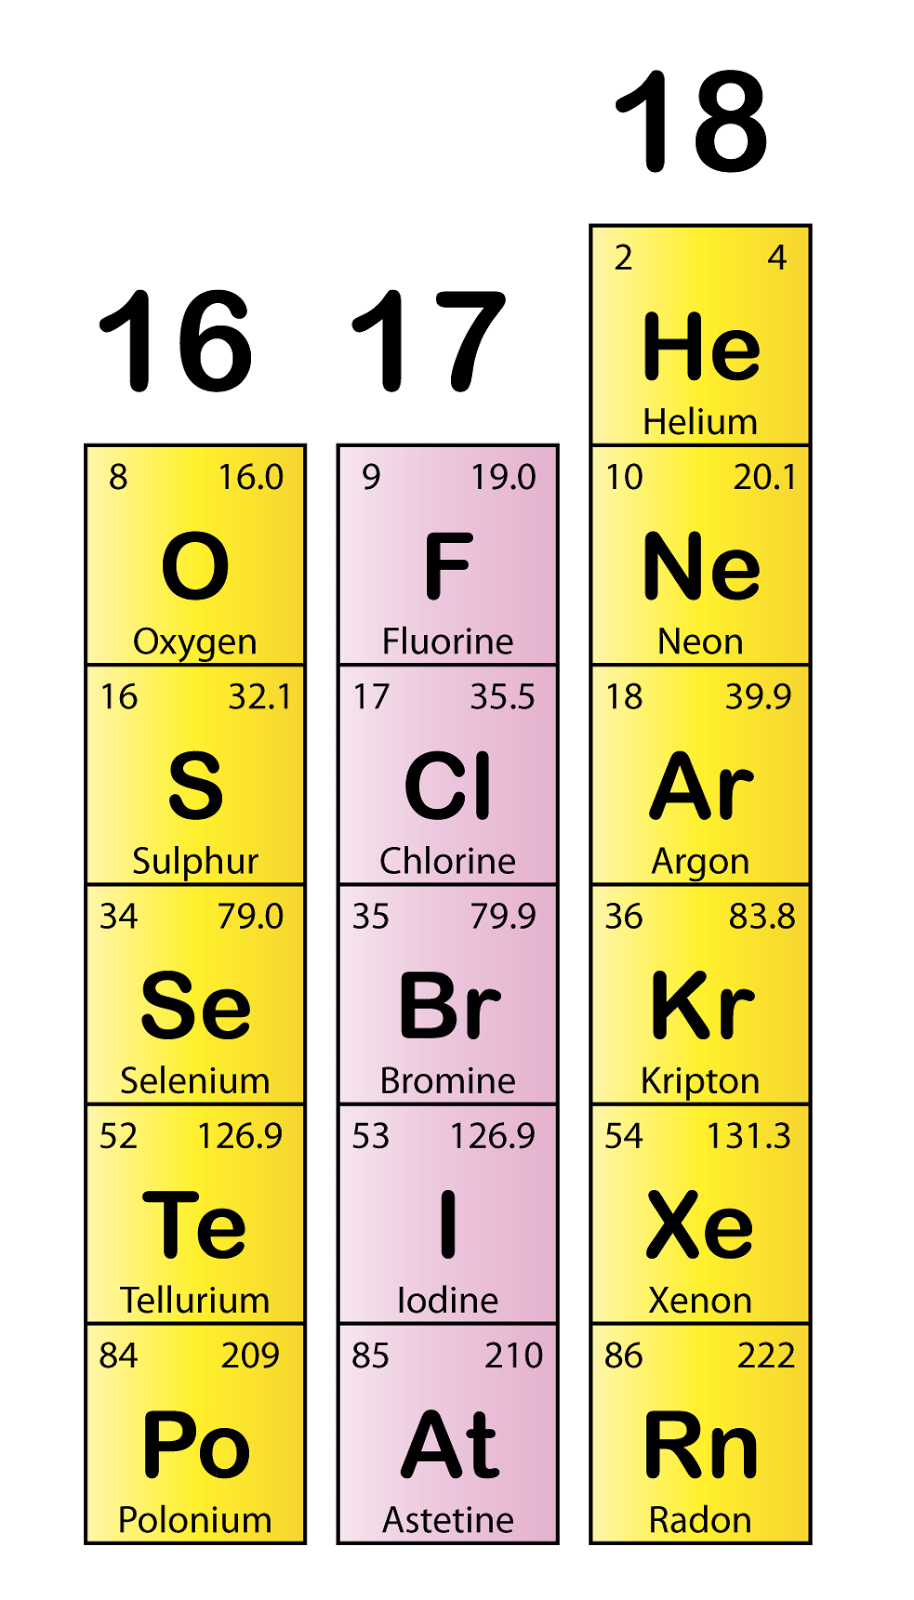 18
16 17
2 4
He
Helium
8 16.0
O
Oxygen
9 19.0
F
Fluorine
10 20.1
Ne
Neon
16 32.1
S
Sulphur
17 35.5
Cl
Chlorine
18 39.9
Ar
Argon
34 79.0
Se
Selenium
35 79.9
Br
Bromine
36 83.8
Kr
Kripton
52 126.9
Te
Tellurium
53 126.9
I
Iodine
54 131.3
Xe
Xenon
84 209
Po
Polonium
85 210
At
Astetine
86 222
Rn
Radon